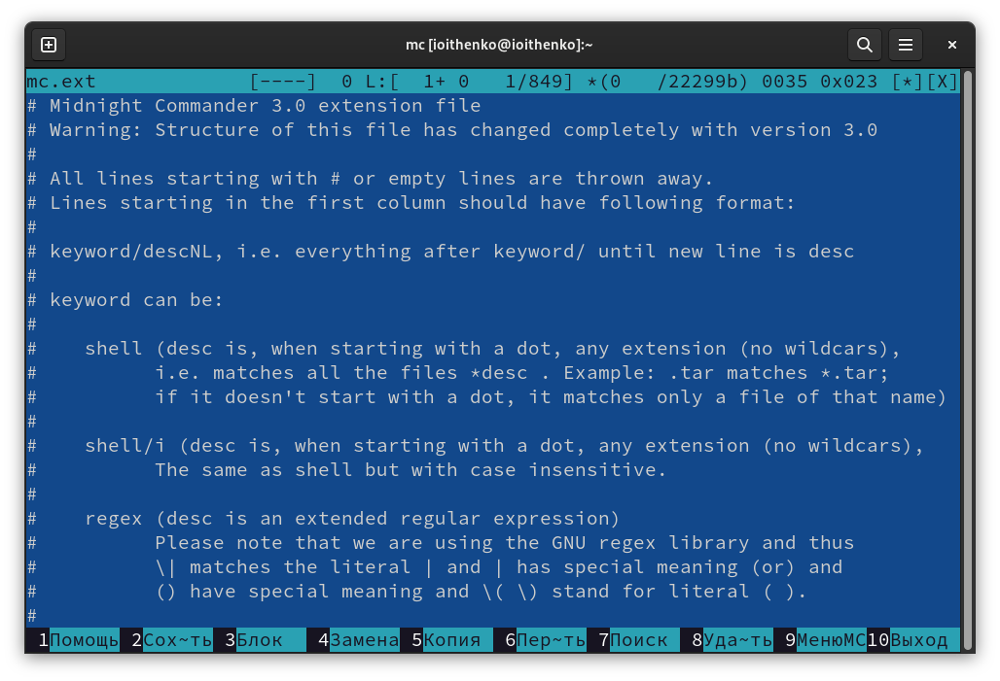 mc [ioithenko@ioithenko]:~
mc.ext [----] 0 L:[ 1+ 0 1/849] *(0 /22299b) 0035 0x023 [*][X]
# Midnight Commander 3.0 extension file
# Warning: Structure of this file has changed completely with version 3.0
#
# All lines starting with # or empty lines are thrown away.
# Lines starting in the first column should have following format:
#
# keyword/descNL, i.e. everything after keyword/ until new line is desc
#
# keyword can be:
#
#    shell (desc is, when starting with a dot, any extension (no wildcars),
#          i.e. matches all the files *desc . Example: .tar matches *.tar;
#          if it doesn't start with a dot, it matches only a file of that name)
#
#    shell/i (desc is, when starting with a dot, any extension (no wildcars),
#          The same as shell but with case insensitive.
#
#    regex (desc is an extended regular expression)
#          Please note that we are using the GNU regex library and thus
#          \| matches the literal | and | has special meaning (or) and
#          () have special meaning and \( \) stand for literal ( ).
#
1Помощь 2Сох~ть 3Блок 4Замена 5Копия 6Пер~ть 7Поиск 8Уда~ть 9МенюMC 10Выход